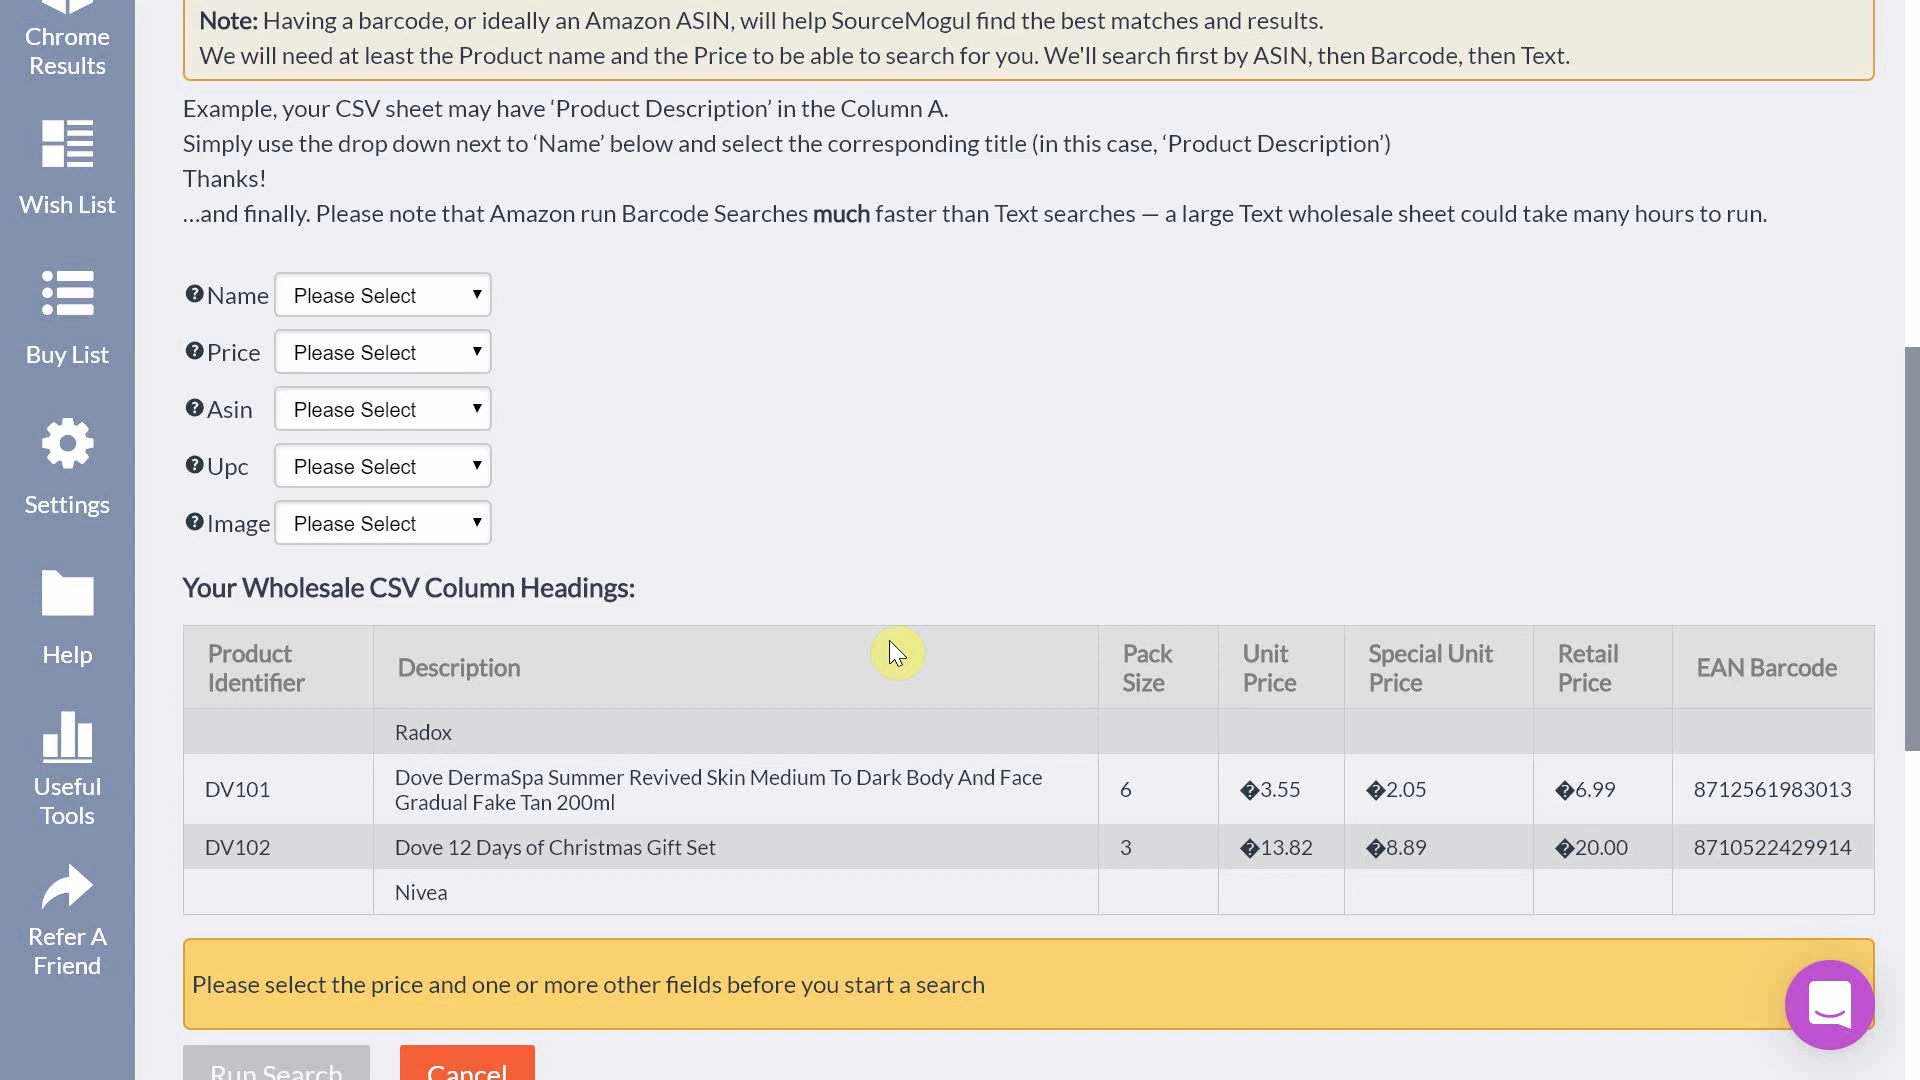 Chrome
Results
Wish List
Buy List
Settings
Help
Useful
Tools
Refer A
Friend
Note: Having a barcode, or ideally an Amazon ASIN, will help SourceMogul find the best matches and results.
We will need at least the Product name and the Price to be able to search for you. We'll search first by ASIN, then Barcode, then Text.
Example, your CSV sheet may have ‘Product Description’ in the Column A.
Simply use the drop down next to ‘Name’ below and select the corresponding title (in this case, ‘Product Description’)
Thanks!
…and finally. Please note that Amazon run Barcode Searches much faster than Text searches — a large Text wholesale sheet could take many hours to run.
Name Please Select
Price Please Select
Asin Please Select
Upc Please Select
Image Please Select
Your Wholesale CSV Column Headings:
Product Identifier Description Pack Size Unit Price Special Unit Price Retail Price EAN Barcode
Radox
DV101 Dove DermaSpa Summer Revived Skin Medium To Dark Body And Face Gradual Fake Tan 200ml 6 �3.55 �2.05 �6.99 8712561983013
DV102 Dove 12 Days of Christmas Gift Set 3 �13.82 �8.89 �20.00 8710522429914
Nivea
Please select the price and one or more other fields before you start a search
Run Search Cancel